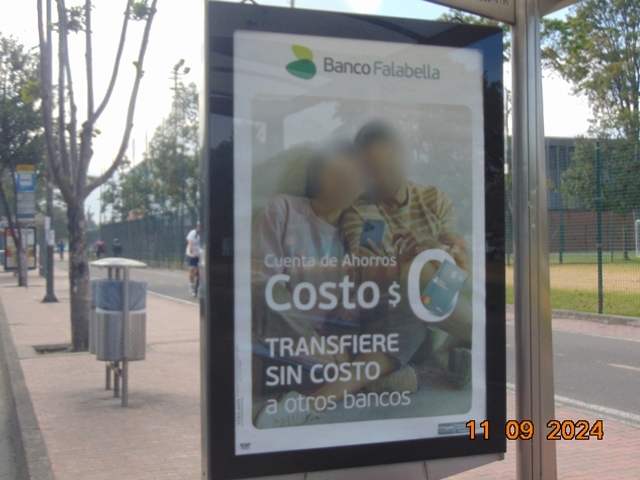 Banco Falabella
Cuenta de Ahorros
Costo $ 0
TRANSFIERE
SIN COSTO
a otros bancos
11 09 2024